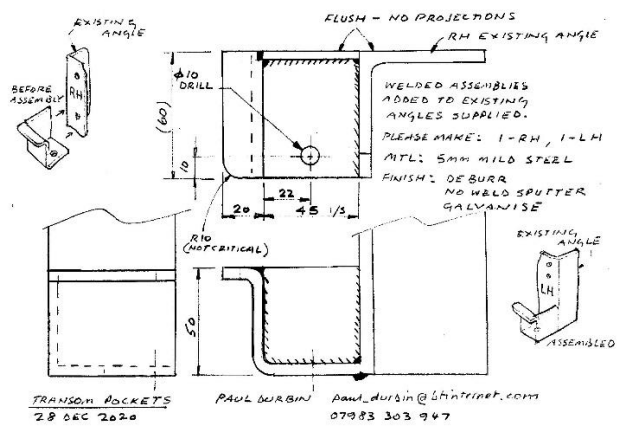 EXISTING
ANGLE
BEFORE
ASSEMBLY
RH
FLUSH - NO PROJECTIONS
RH EXISTING ANGLE
ϕ10
DRILL
(60)
10
22
20
45 I/S
R10
(NOT CRITICAL)
WELDED ASSEMBLIES
ADDED TO EXISTING
ANGLES SUPPLIED.
PLEASE MAKE: 1-RH, 1-LH
MTL: 5mm MILD STEEL
FINISH: DEBURR
NO WELD SPUTTER
GALVANISE
50
EXISTING
ANGLE
LH
ASSEMBLED
TRANSOM POCKETS
28 DEC 2020
PAUL DURBIN paul_durbin@btinternet.com
07983 303 947